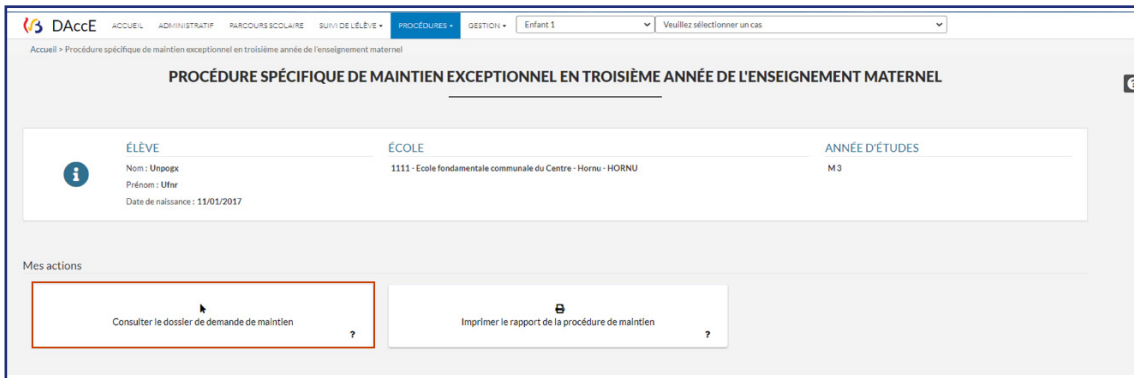 DAccE ACCUEIL ADMINISTRATIF PARCOURS SCOLAIRE SUIVI DE L'ÉLÈVE PROCÉDURES GESTION Enfant 1 Veuillez sélectionner un cas
Accueil > Procédure spécifique de maintien exceptionnel en troisième année de l'enseignement maternel
PROCÉDURE SPÉCIFIQUE DE MAINTIEN EXCEPTIONNEL EN TROISIÈME ANNÉE DE L'ENSEIGNEMENT MATERNEL
?
i
ÉLÈVE
Nom : Unpogx
Prénom : Ufnr
Date de naissance : 11/01/2017
ÉCOLE
1111 - Ecole fondamentale communale du Centre - Hornu - HORNU
ANNÉE D'ÉTUDES
M 3
Mes actions
Consulter le dossier de demande de maintien
?
Imprimer le rapport de la procédure de maintien
?